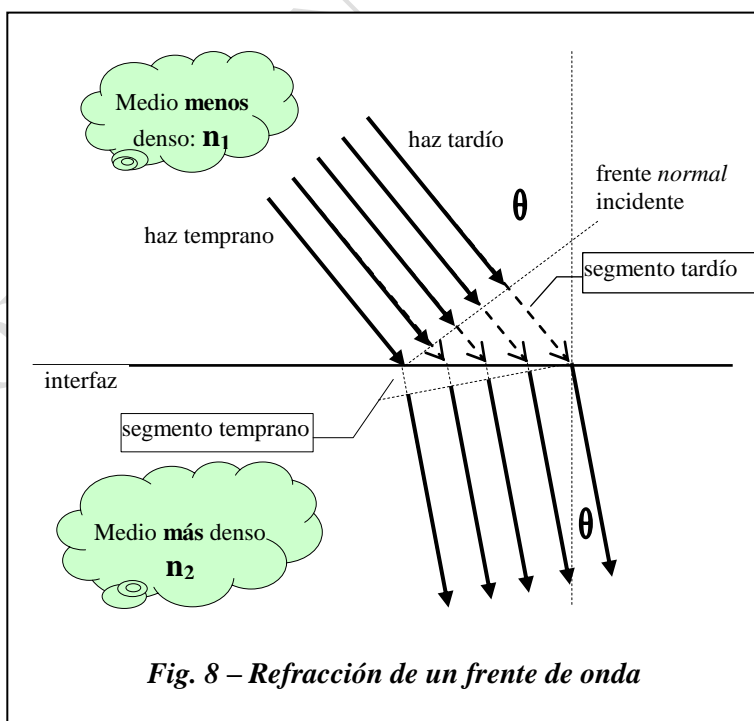 Medio menos
denso: n₁
haz tardío
θ
frente normal
incidente
haz temprano
segmento tardío
interfaz
segmento temprano
Medio más denso
n₂
θ
Fig. 8 – Refracción de un frente de onda